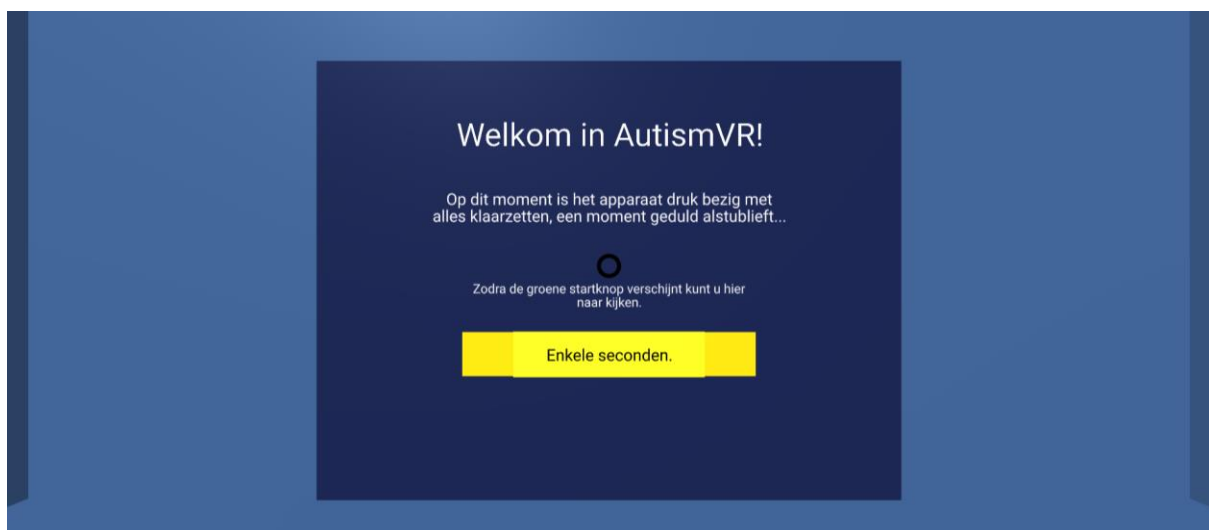 Welkom in AutismVR!
Op dit moment is het apparaat druk bezig met
alles klaarzetten, een moment geduld alstublieft...
Zodra de groene startknop verschijnt kunt u hier
naar kijken.
Enkele seconden.